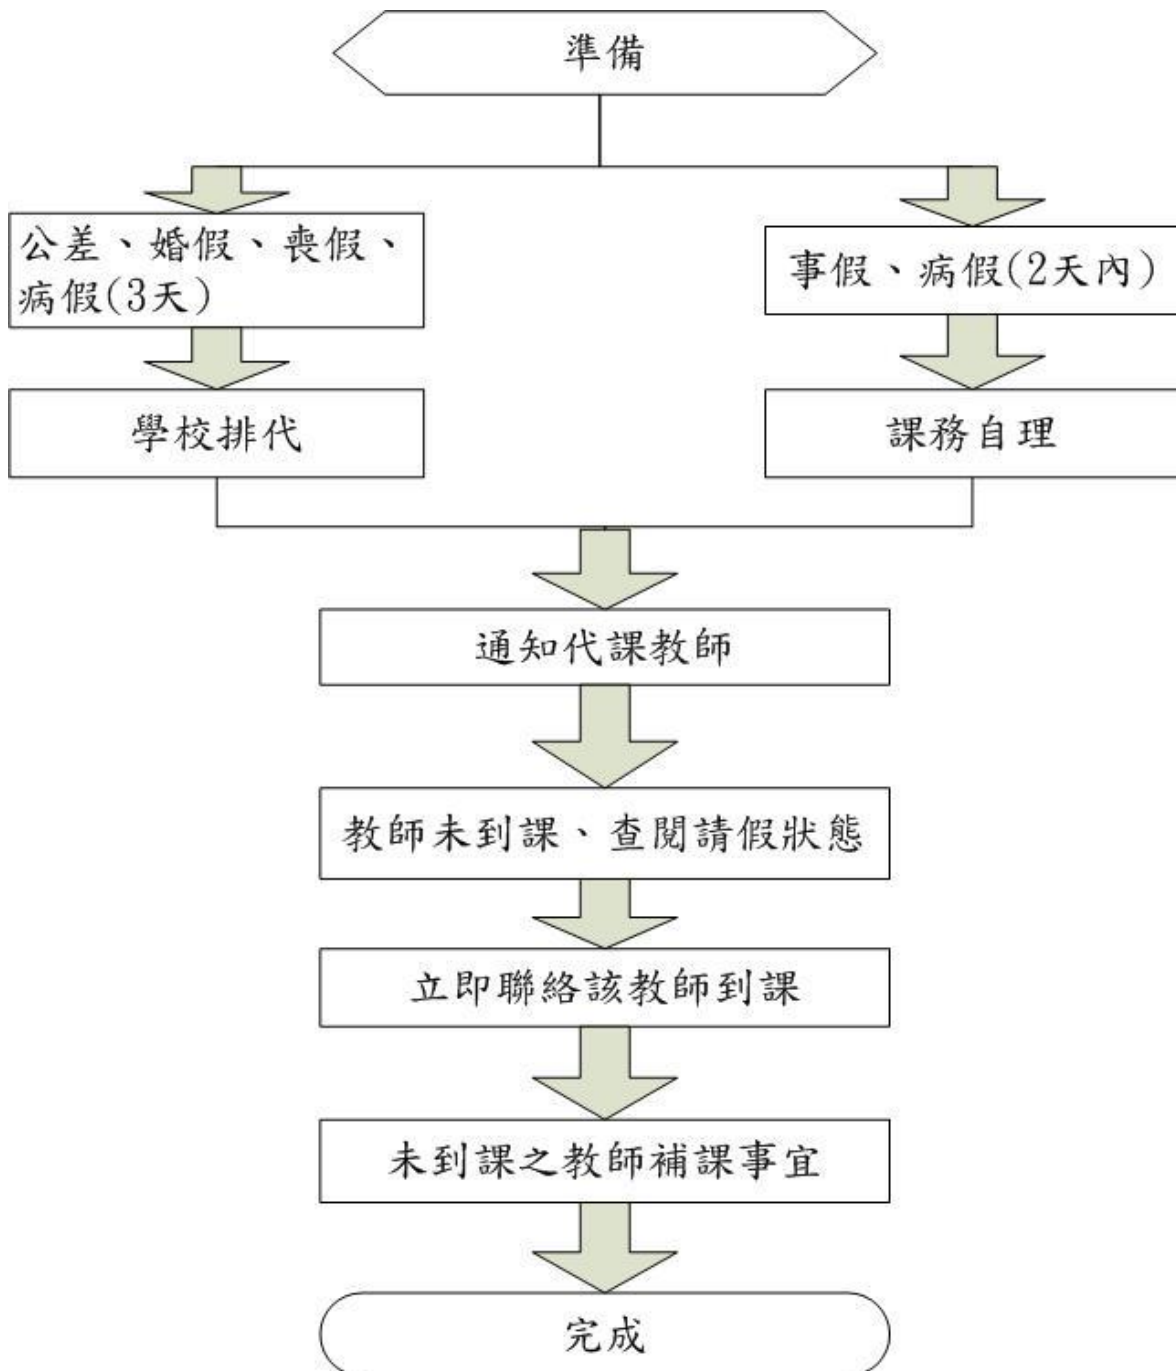 準備
公差、婚假、喪假、
病假(3天)
事假、病假(2天內)
學校排代
課務自理
通知代課教師
教師未到課、查閱請假狀態
立即聯絡該教師到課
未到課之教師補課事宜
完成